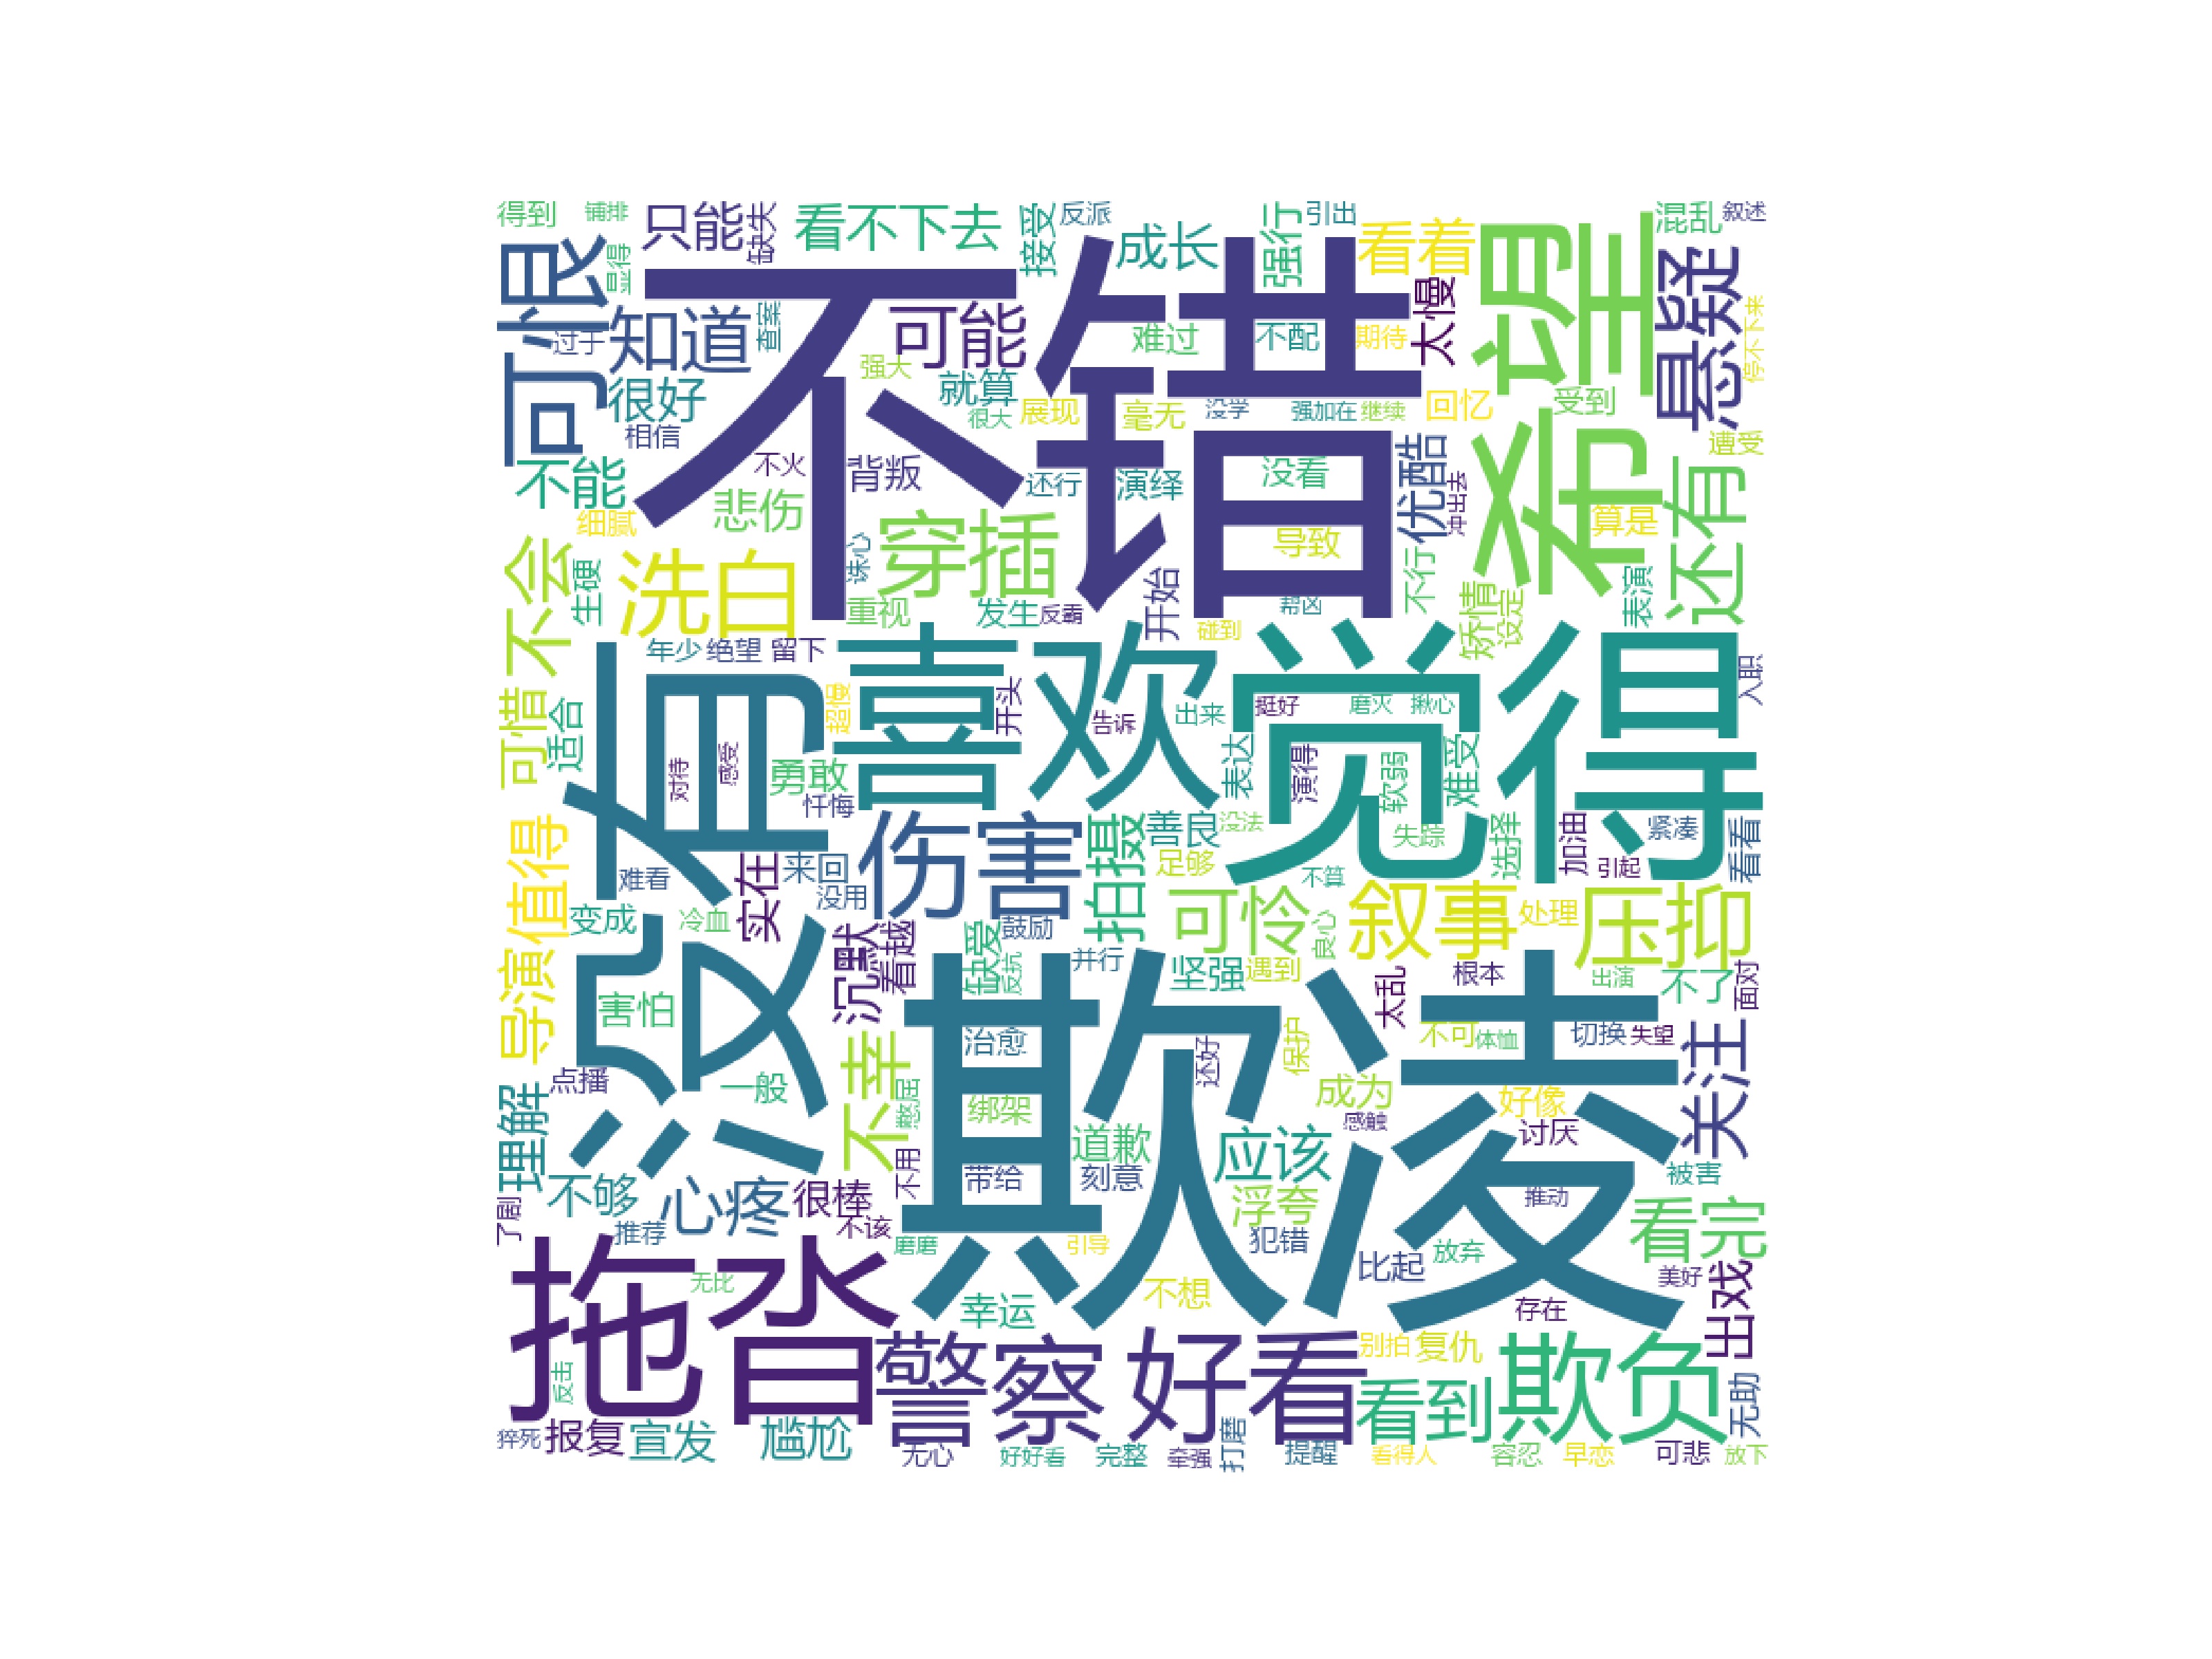 得到
铺排
只能
缺失
看不下去
接受
反派
成长
强行
引出
看着
希望
混乱
叙述
可恨
显得
不错
悬疑
过于
知道
查案
可能
难过
不配
期待
太慢
停不下来
很好
强大
就算
很大
展现
毫无
没学
强加在
继续
回忆
受到
相信
遭受
不能
不火
背叛
还行
演绎
没看
优酷
冲出去
还有
细腻
悲伤
穿插
导致
算是
不会
生硬
洗白
诛心
重视
发生
反霸
开始
帮凶
不行
矫情
设定
表演
年少
绝望
留下
碰到
喜欢
觉得
入职
可惜
适合
没有
对待
感受
超慢
开头
告诉
出来
挺好
磨灭
揪心
勇敢
忏悔
表达
演得
软弱
难受
导演
值得
伤害
拍摄
善良
没法
足够
失踪
选择
加油
引起
紧凑
看看
难看
实在
来回
没用
可怜
不算
叙事
处理
压抑
变成
冷血
沉默
看越
缺爱
鼓励
反抗
并行
坚强
遇到
良心
太乱
根本
出演
不了
面对
害怕
欺凌
治愈
还好
保护
不可
体恤
切换
失望
关注
理解
点播
一般
不幸
憋屈
绑架
成为
好像
感触
讨厌
不够
心疼
很棒
不用
带给
道歉
刻意
应该
浮夸
被害
了剧
推荐
不该
磨磨
引导
犯错
比起
推动
放弃
看完
美好
拖沓
无比
幸运
不想
存在
出戏
反击
警察
好看
别拍
复仇
看到
欺负
无助
猝死
报复
宣发
尴尬
无心
好好看
完整
牵强
打磨
提醒
看得人
容忍
早恋
可悲
放下